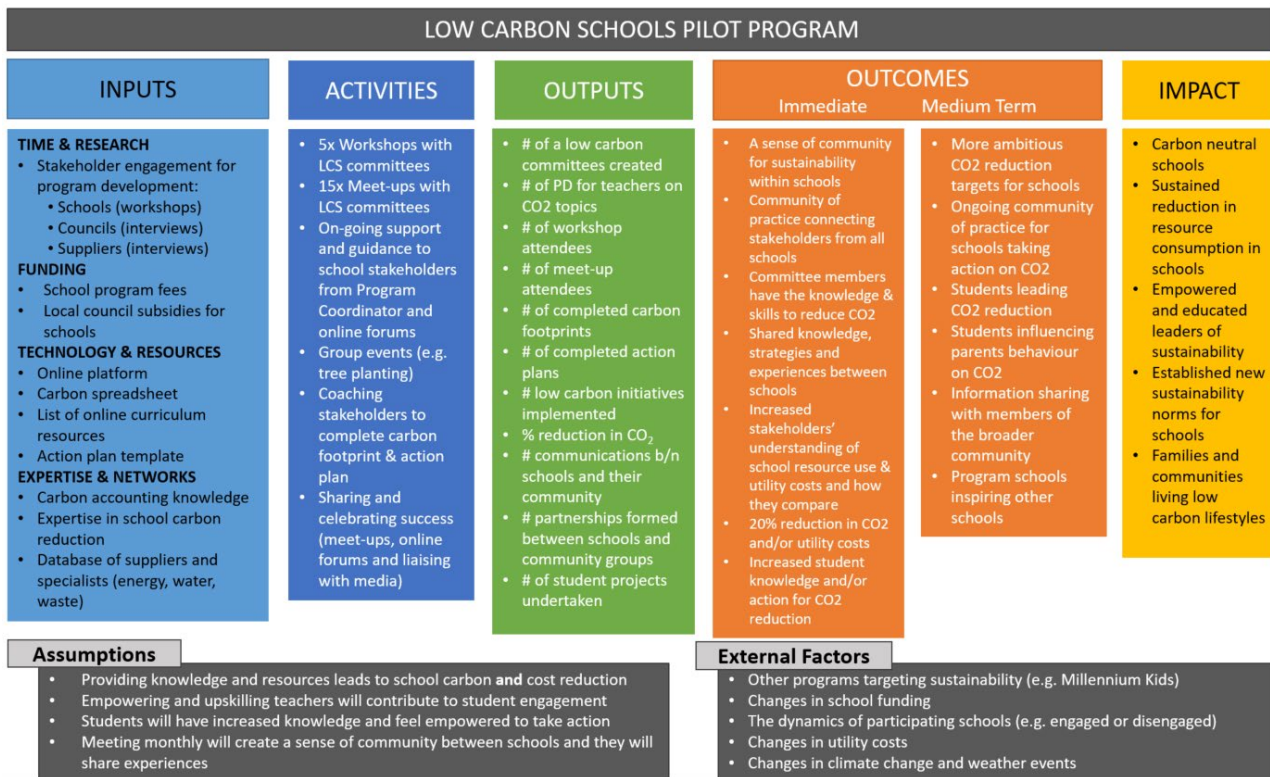 LOW CARBON SCHOOLS PILOT PROGRAM
INPUTS
TIME & RESEARCH
• Stakeholder engagement for
program development:
• Schools (workshops)
• Councils (interviews)
• Suppliers (interviews)
FUNDING
• School program fees
• Local council subsidies for
schools
TECHNOLOGY & RESOURCES
• Online platform
• Carbon spreadsheet
• List of online curriculum
resources
• Action plan template
EXPERTISE & NETWORKS
• Carbon accounting knowledge
• Expertise in school carbon
reduction
• Database of suppliers and
specialists (energy, water,
waste)
ACTIVITIES
• 5x Workshops with
LCS committees
• 15x Meet-ups with
LCS committees
• On-going support
and guidance to
school stakeholders
from Program
Coordinator and
online forums
• Group events (e.g.
tree planting)
• Coaching
stakeholders to
complete carbon
footprint & action
plan
• Sharing and
celebrating success
(meet-ups, online
forums and liaising
with media)
OUTPUTS
• # of a low carbon
committees created
• # of PD for teachers on
CO2 topics
• # of workshop
attendees
• # of meet-up
attendees
• # of completed carbon
footprints
• # of completed action
plans
• # low carbon initiatives
implemented
• % reduction in CO₂
• # communications b/n
schools and their
community
• # partnerships formed
between schools and
community groups
• # of student projects
undertaken
OUTCOMES
Immediate
• A sense of community
for sustainability
within schools
• Community of
practice connecting
stakeholders from all
schools
• Committee members
have the knowledge &
skills to reduce CO2
• Shared knowledge,
strategies and
experiences between
schools
• Increased
stakeholders'
understanding of
school resource use &
utility costs and how
they compare
• 20% reduction in CO2
and/or utility costs
• Increased student
knowledge and/or
action for CO2
reduction
Medium Term
• More ambitious
CO2 reduction
targets for schools
• Ongoing community
of practice for
schools taking
action on CO2
• Students leading
CO2 reduction
• Students influencing
parents behaviour
on CO2
• Information sharing
with members of
the broader
community
• Program schools
inspiring other
schools
IMPACT
• Carbon neutral
schools
• Sustained
reduction in
resource
consumption in
schools
• Empowered
and educated
leaders of
sustainability
• Established new
sustainability
norms for
schools
• Families and
communities
living low
carbon lifestyles
Assumptions
• Providing knowledge and resources leads to school carbon and cost reduction
• Empowering and upskilling teachers will contribute to student engagement
• Students will have increased knowledge and feel empowered to take action
• Meeting monthly will create a sense of community between schools and they will
share experiences
External Factors
• Other programs targeting sustainability (e.g. Millennium Kids)
• Changes in school funding
• The dynamics of participating schools (e.g. engaged or disengaged)
• Changes in utility costs
• Changes in climate change and weather events